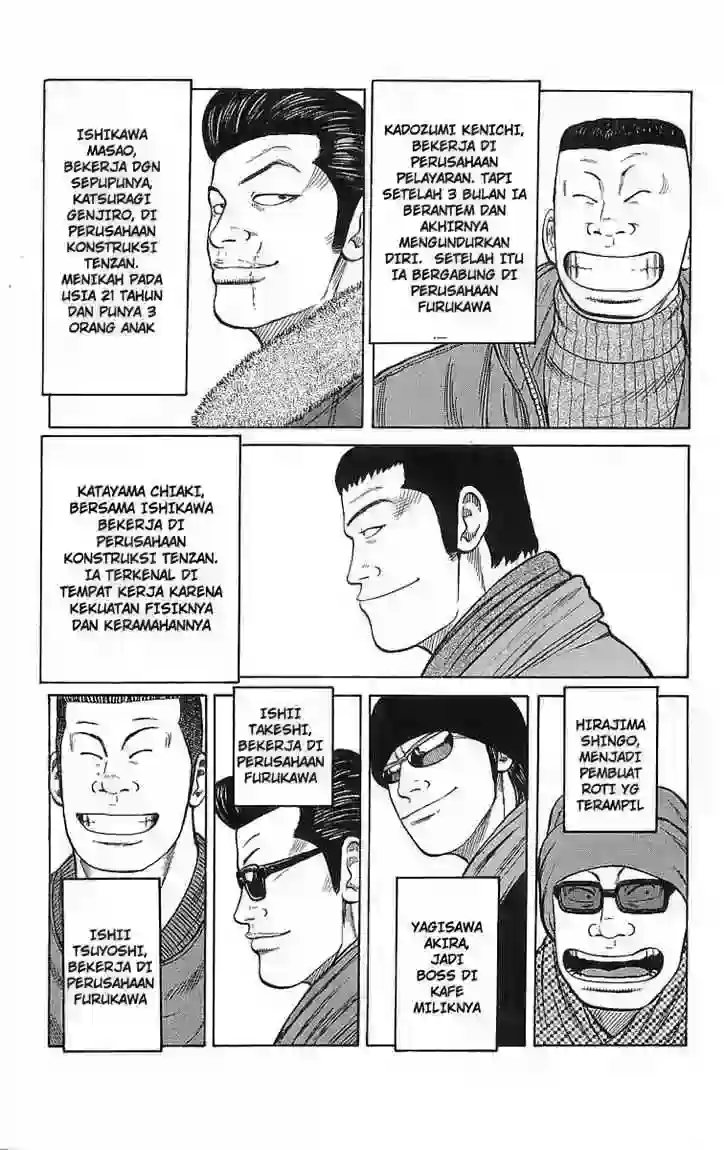 KADOZUMI KENICHI,
BEKERJA DI
PERUSAHAAN
PELAYARAN. TAPI
SETELAH 3 BULAN IA
BERANTEM DAN
AKHIRNYA
MENGUNDURKAN
DIRI. SETELAH ITU
IA BERGABUNG DI
PERUSAHAAN
FURUKAWA
ISHIKAWA
MASAO,
BEKERJA DGN
SEPUPUNYA,
KATSURAGI
GENJIRO, DI
PERUSAHAAN
KONSTRUKSI
TENZAN.
MENIKAH PADA
USIA 21 TAHUN
DAN PUNYA 3
ORANG ANAK
KATAYAMA CHIAKI,
BERSAMA ISHIKAWA
BEKERJA DI
PERUSAHAAN
KONSTRUKSI TENZAN.
IA TERKENAL DI
TEMPAT KERJA KARENA
KEKUATAN FISIKNYA
DAN KERAMAHANNYA
HIRAJIMA
SHINGO,
MENJADI
PEMBUAT
ROTI YG
TERAMPIL
YAGISAWA
AKIRA,
JADI
BOSS DI
KAFE
MILIKNYA
ISHII
TAKESHI,
BEKERJA DI
PERUSAHAAN
FURUKAWA
ISHII
TSUYOSHI,
BEKERJA DI
PERUSAHAAN
FURUKAWA